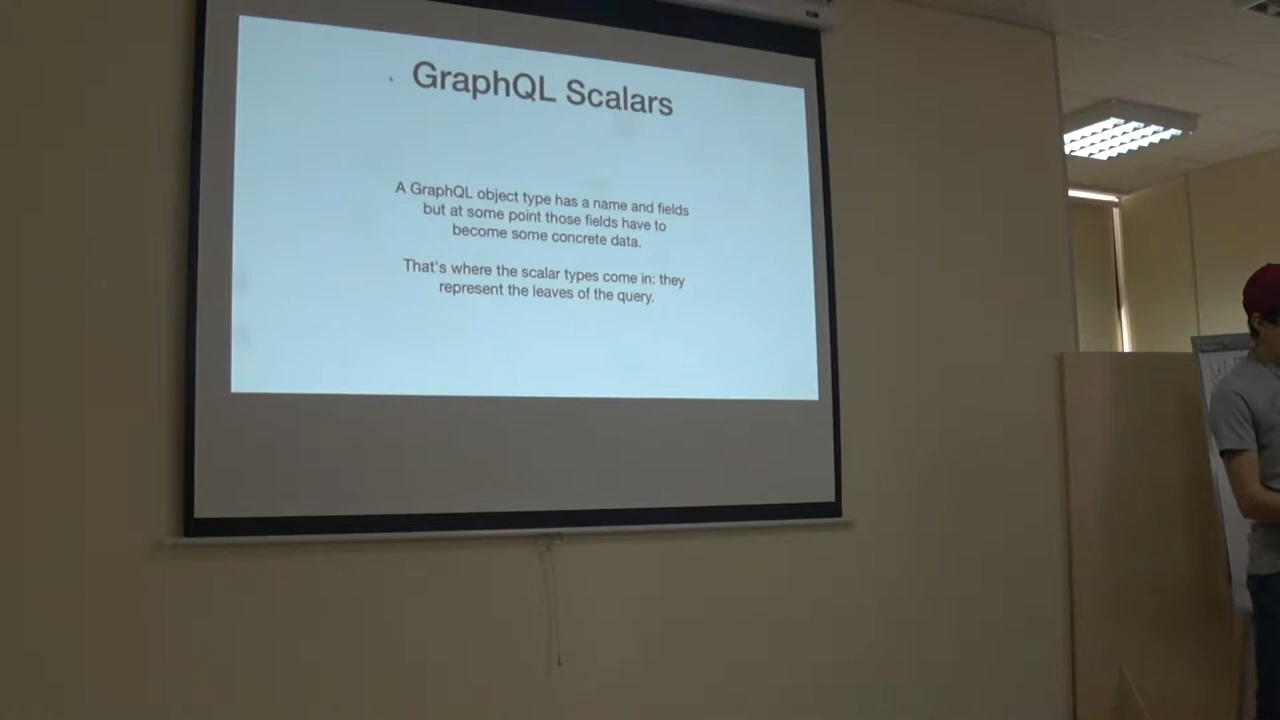 GraphQL Scalars
A GraphQL object type has a name and fields
but at some point those fields have to
become some concrete data.
That's where the scalar types come in: they
represent the leaves of the query.